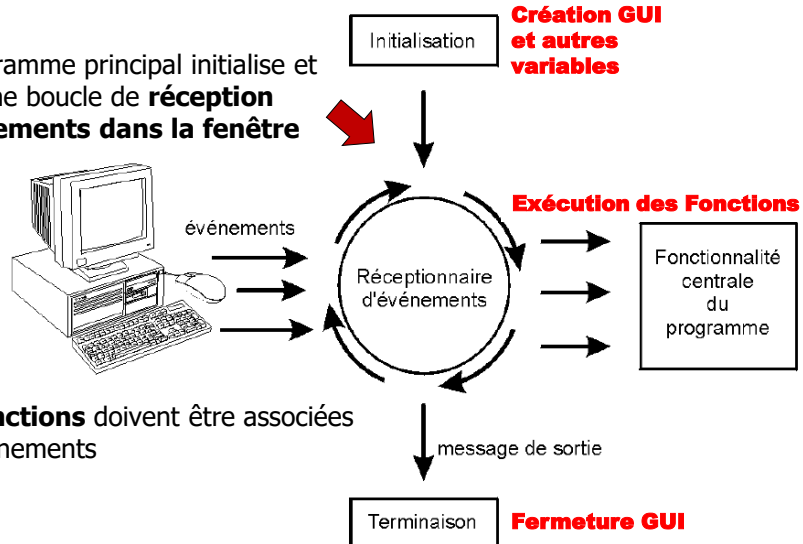 Création GUI
et autres
variables
Initialisation
ramme principal initialise et
ne boucle de réception
ements dans la fenêtre
événements
Exécution des Fonctions
Réceptionnaire
d'événements
Fonctionnalité
centrale
du
programme
nctions doivent être associées
nements
message de sortie
Terminaison
Fermeture GUI